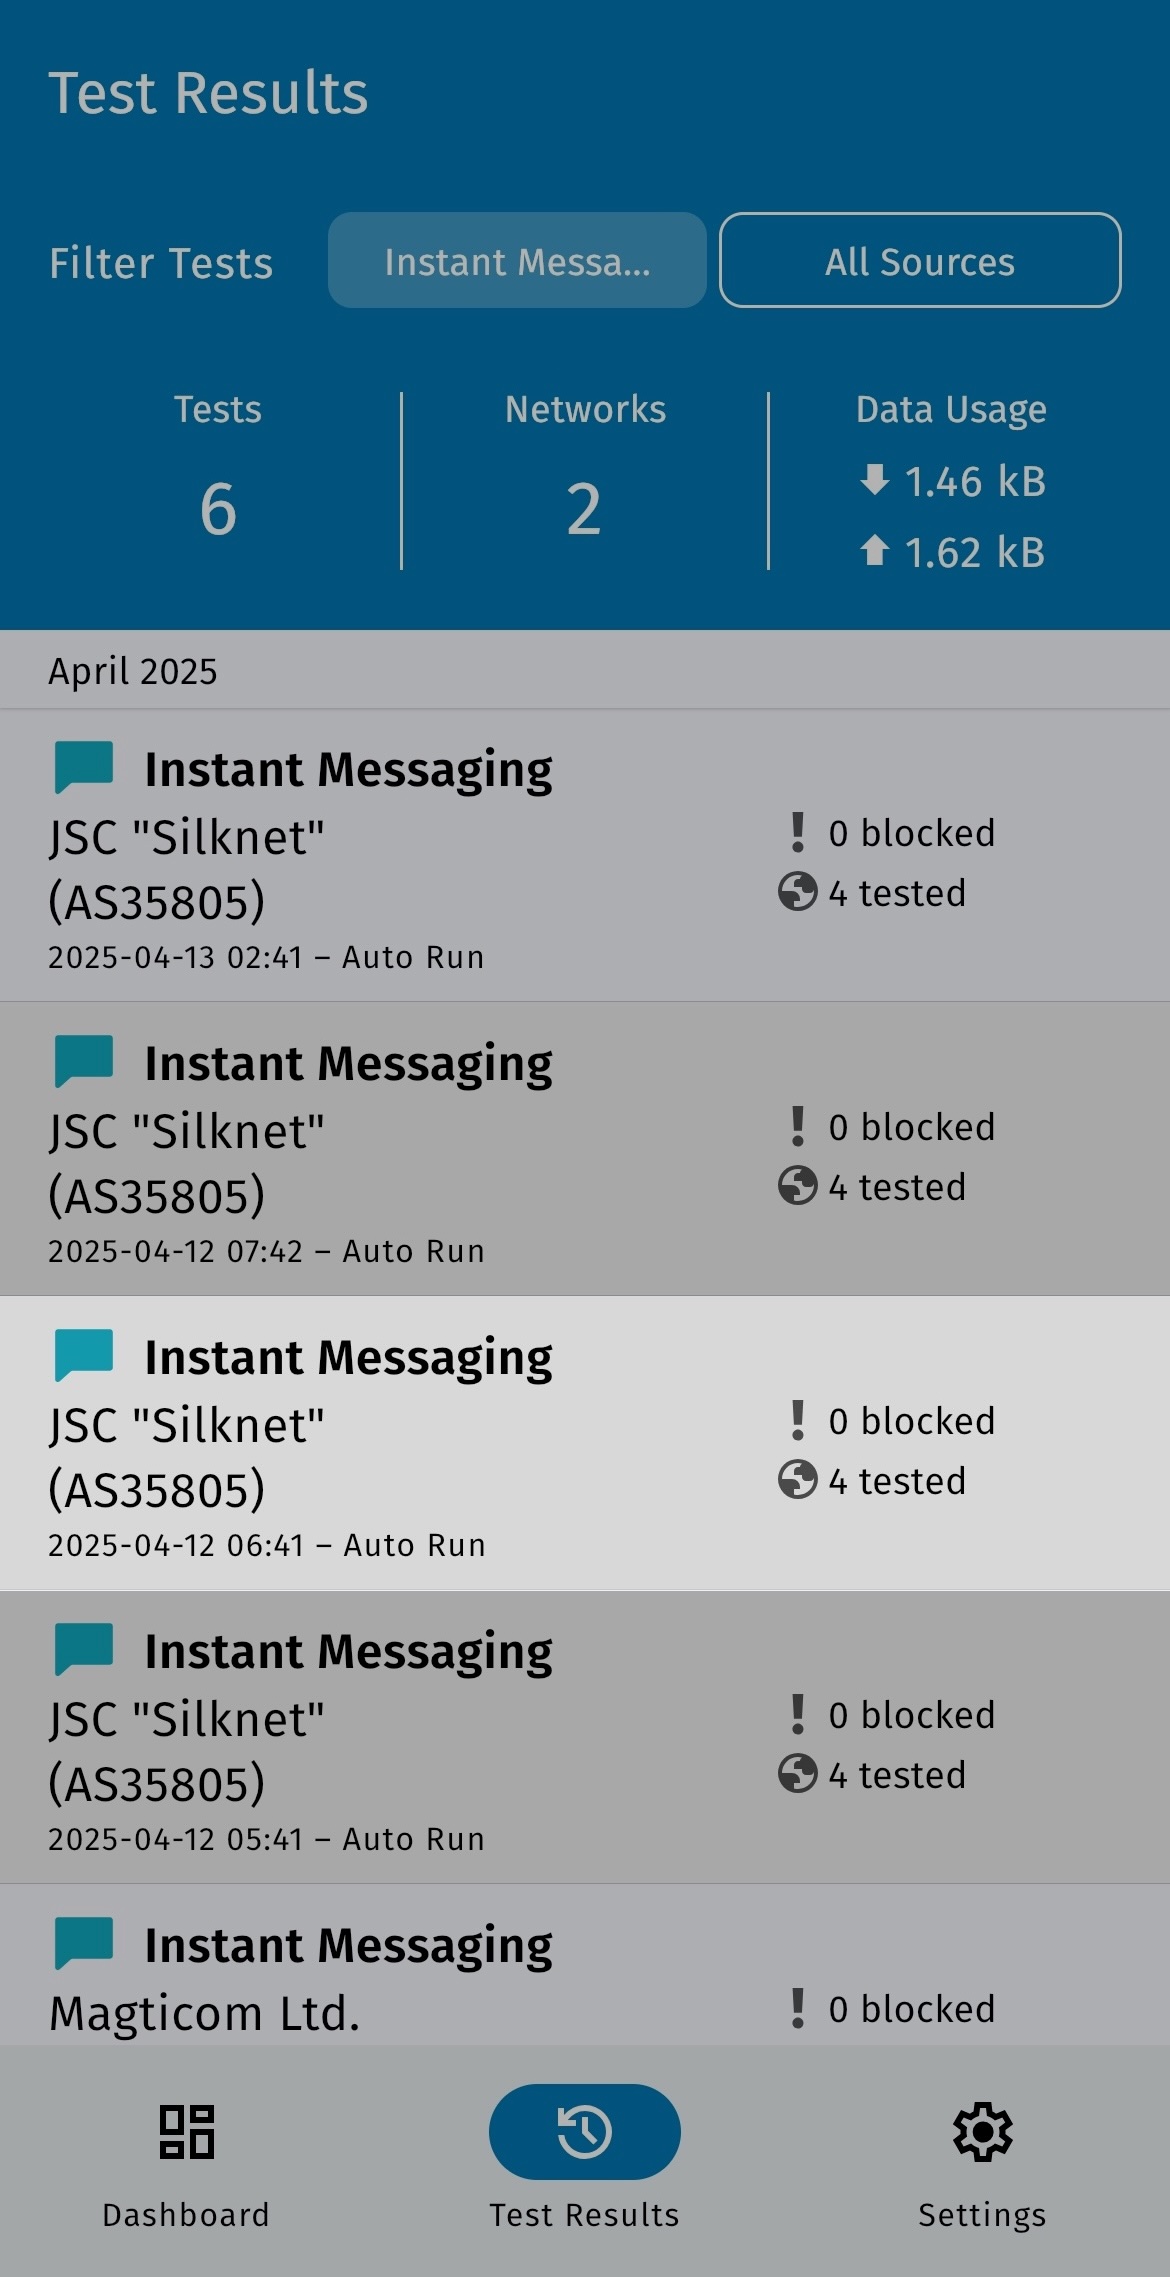 Test Results
Filter Tests
Instant Messa...
All Sources
Tests
Networks
Data Usage
6
2
1.46 kB
1.62 kB
April 2025
Instant Messaging
JSC "Silknet"
(AS35805)
0 blocked
4 tested
2025-04-13 02:41 – Auto Run
Instant Messaging
JSC "Silknet"
(AS35805)
0 blocked
4 tested
2025-04-12 07:42 – Auto Run
Instant Messaging
JSC "Silknet"
(AS35805)
0 blocked
4 tested
2025-04-12 06:41 – Auto Run
Instant Messaging
JSC "Silknet"
(AS35805)
0 blocked
4 tested
2025-04-12 05:41 – Auto Run
Instant Messaging
Magticom Ltd.
0 blocked
Dashboard
Test Results
Settings